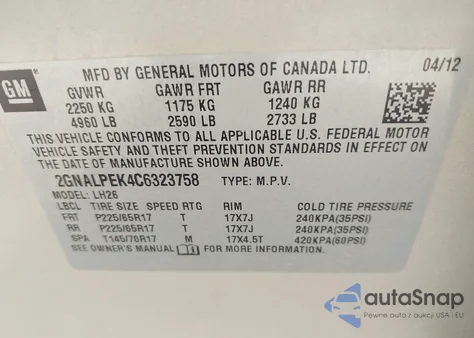 GM
MFD BY GENERAL MOTORS OF CANADA LTD. 04/12
GVWR GAWR FRT GAWR RR
2250 KG 1175 KG 1240 KG
4960 LB 2590 LB 2733 LB
THIS VEHICLE CONFORMS TO ALL APPLICABLE U.S. FEDERAL MOTOR
VEHICLE SAFETY AND THEFT PREVENTION STANDARDS IN EFFECT ON
THE DATE OF MANUFACTURE SHOWN ABOVE.
2GNALPEK4C6323758 TYPE: M.P.V.
MODEL: LH26
LBCL TIRE SIZE SPEED RTG RIM COLD TIRE PRESSURE
FRT P225/65R17 T 17X7J 240KPA(35PSI)
RR P225/65R17 T 17X7J 240KPA(35PSI)
SPA T145/70R17 M 17X4.5T 420KPA(60PSI)
SEE OWNER'S MANUAL FOR ADDITIONAL INFORMATION.
autoSnap
Pewne auto z aukcji USA i EU